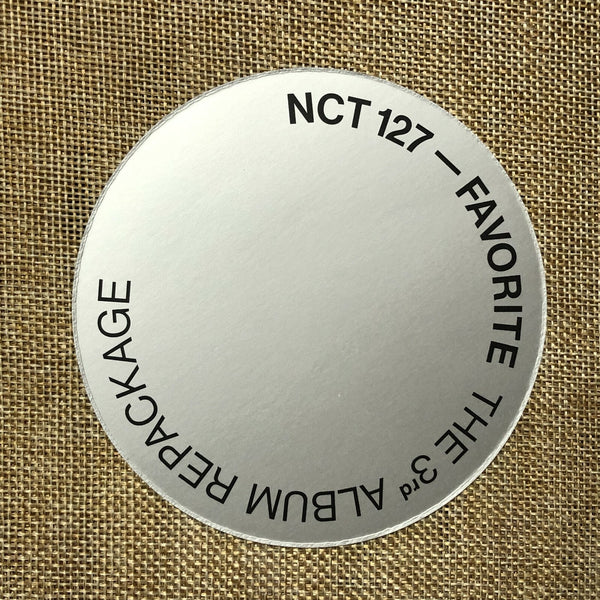 NCT 127 — FAVORITE THE 3rd ALBUM REPACKAGE